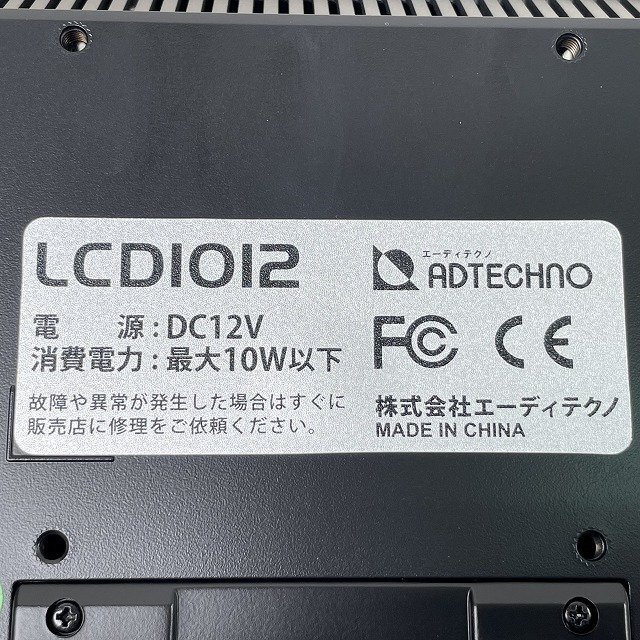 LCD1012
電　源：DC12V
消費電力：最大10W以下
故障や異常が発生した場合はすぐに
販売店に修理をご依頼ください。
エーディテクノ
ADTECHNO
FC CE
株式会社エーディテクノ
MADE IN CHINA